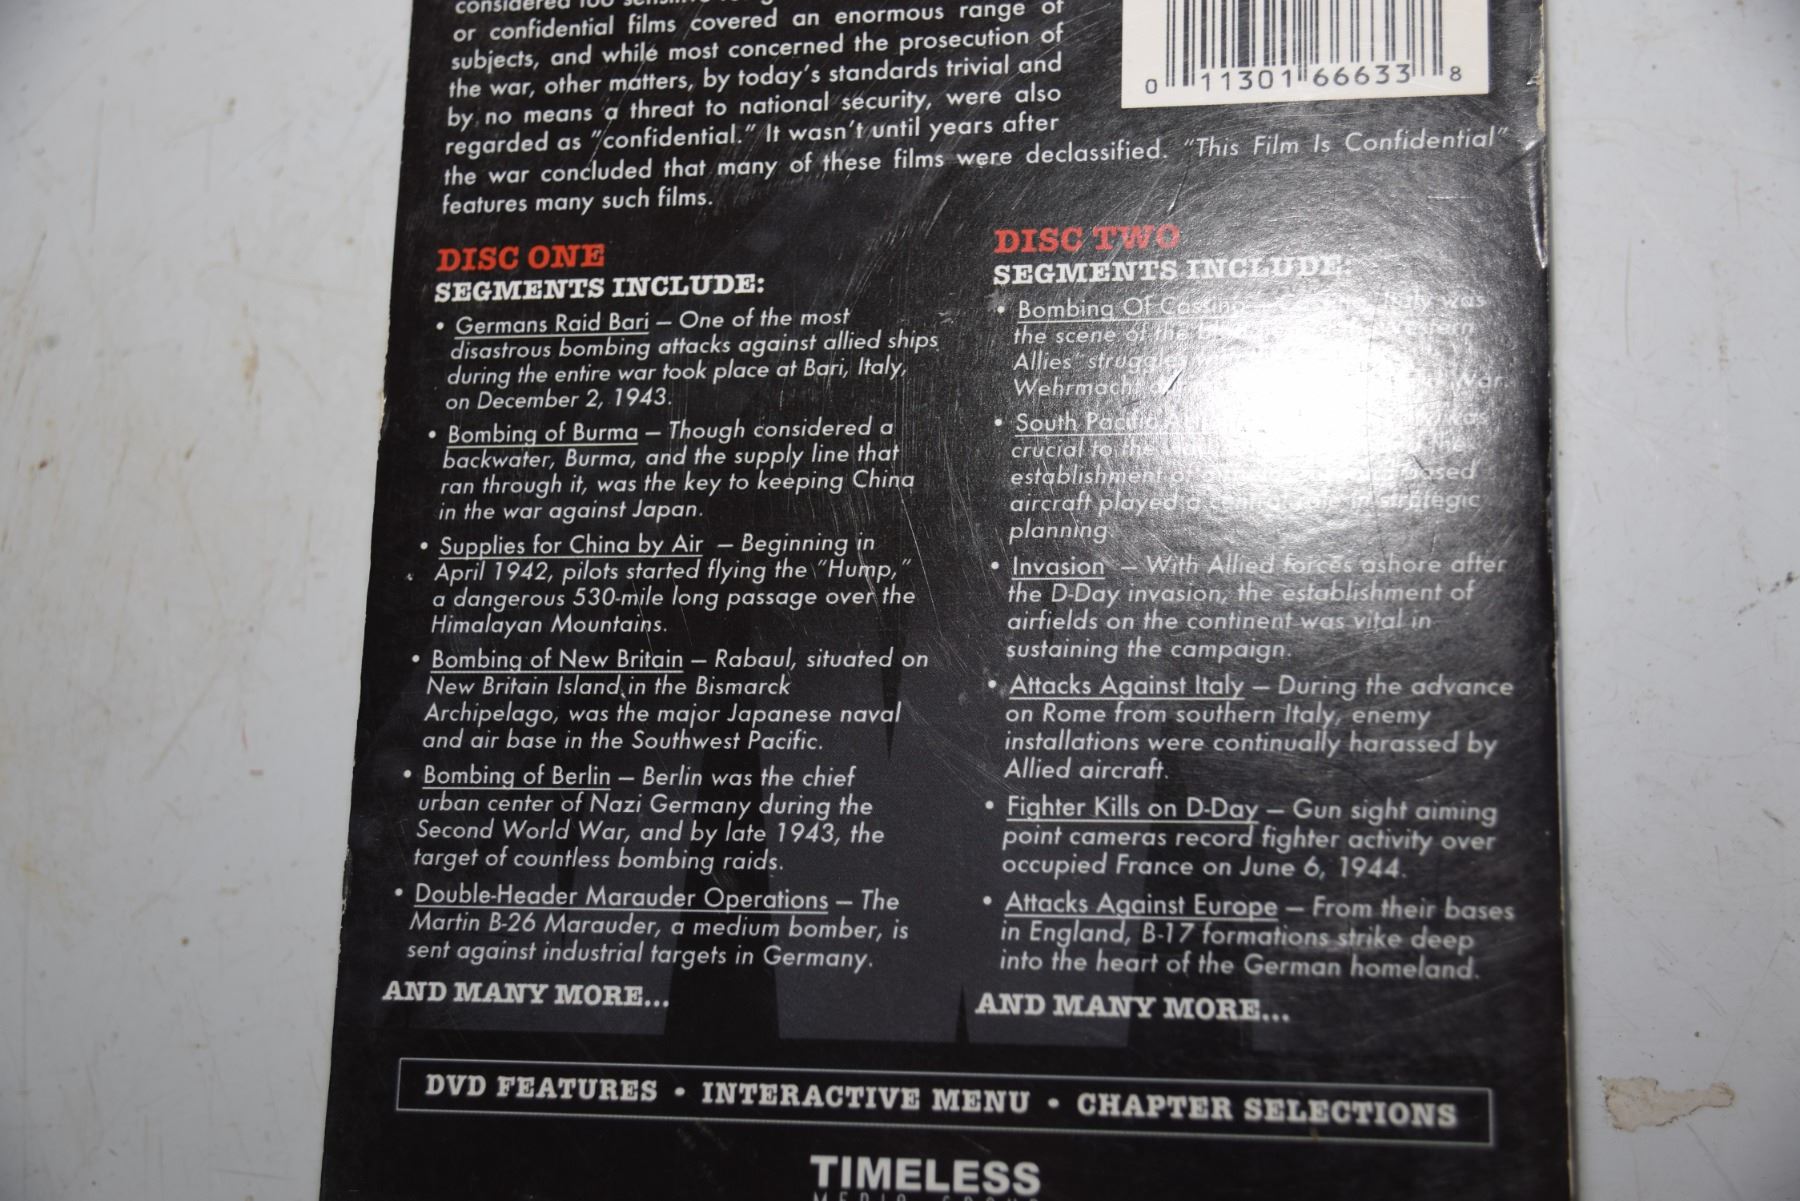 or confidential films covered an enormous range of
subjects, and while most concerned the prosecution of
the war, other matters, by today's standards trivial and
by no means a threat to national security, were also
regarded as "confidential." It wasn't until years after
the war concluded that many of these films were declassified. "This Film Is Confidential"
features many such films.
0 11301 66633 8
DISC ONE
SEGMENTS INCLUDE:
• Germans Raid Bari – One of the most
disastrous bombing attacks against allied ships
during the entire war took place at Bari, Italy,
on December 2, 1943.
• Bombing of Burma – Though considered a
backwater, Burma, and the supply line that
ran through it, was the key to keeping China
in the war against Japan.
• Supplies for China by Air – Beginning in
April 1942, pilots started flying the "Hump,"
a dangerous 530-mile long passage over the
Himalayan Mountains.
• Bombing of New Britain – Rabaul, situated on
New Britain Island in the Bismarck
Archipelago, was the major Japanese naval
and air base in the Southwest Pacific.
• Bombing of Berlin – Berlin was the chief
urban center of Nazi Germany during the
Second World War, and by late 1943, the
target of countless bombing raids.
• Double-Header Marauder Operations – The
Martin B-26 Marauder, a medium bomber, is
sent against industrial targets in Germany.
AND MANY MORE...
DISC TWO
SEGMENTS INCLUDE:
• Bombing Of Cassino – Italy was
the scene of the Western
Allies' struggle
Wehrmacht War.
• South Pacific
crucial to the
establishment
aircraft played a in strategic
planning.
• Invasion – With Allied forces ashore after
the D-Day invasion, the establishment of
airfields on the continent was vital in
sustaining the campaign.
• Attacks Against Italy – During the advance
on Rome from southern Italy, enemy
installations were continually harassed by
Allied aircraft.
• Fighter Kills on D-Day – Gun sight aiming
point cameras record fighter activity over
occupied France on June 6, 1944.
• Attacks Against Europe – From their bases
in England, B-17 formations strike deep
into the heart of the German homeland.
AND MANY MORE...
DVD FEATURES • INTERACTIVE MENU • CHAPTER SELECTIONS
TIMELESS